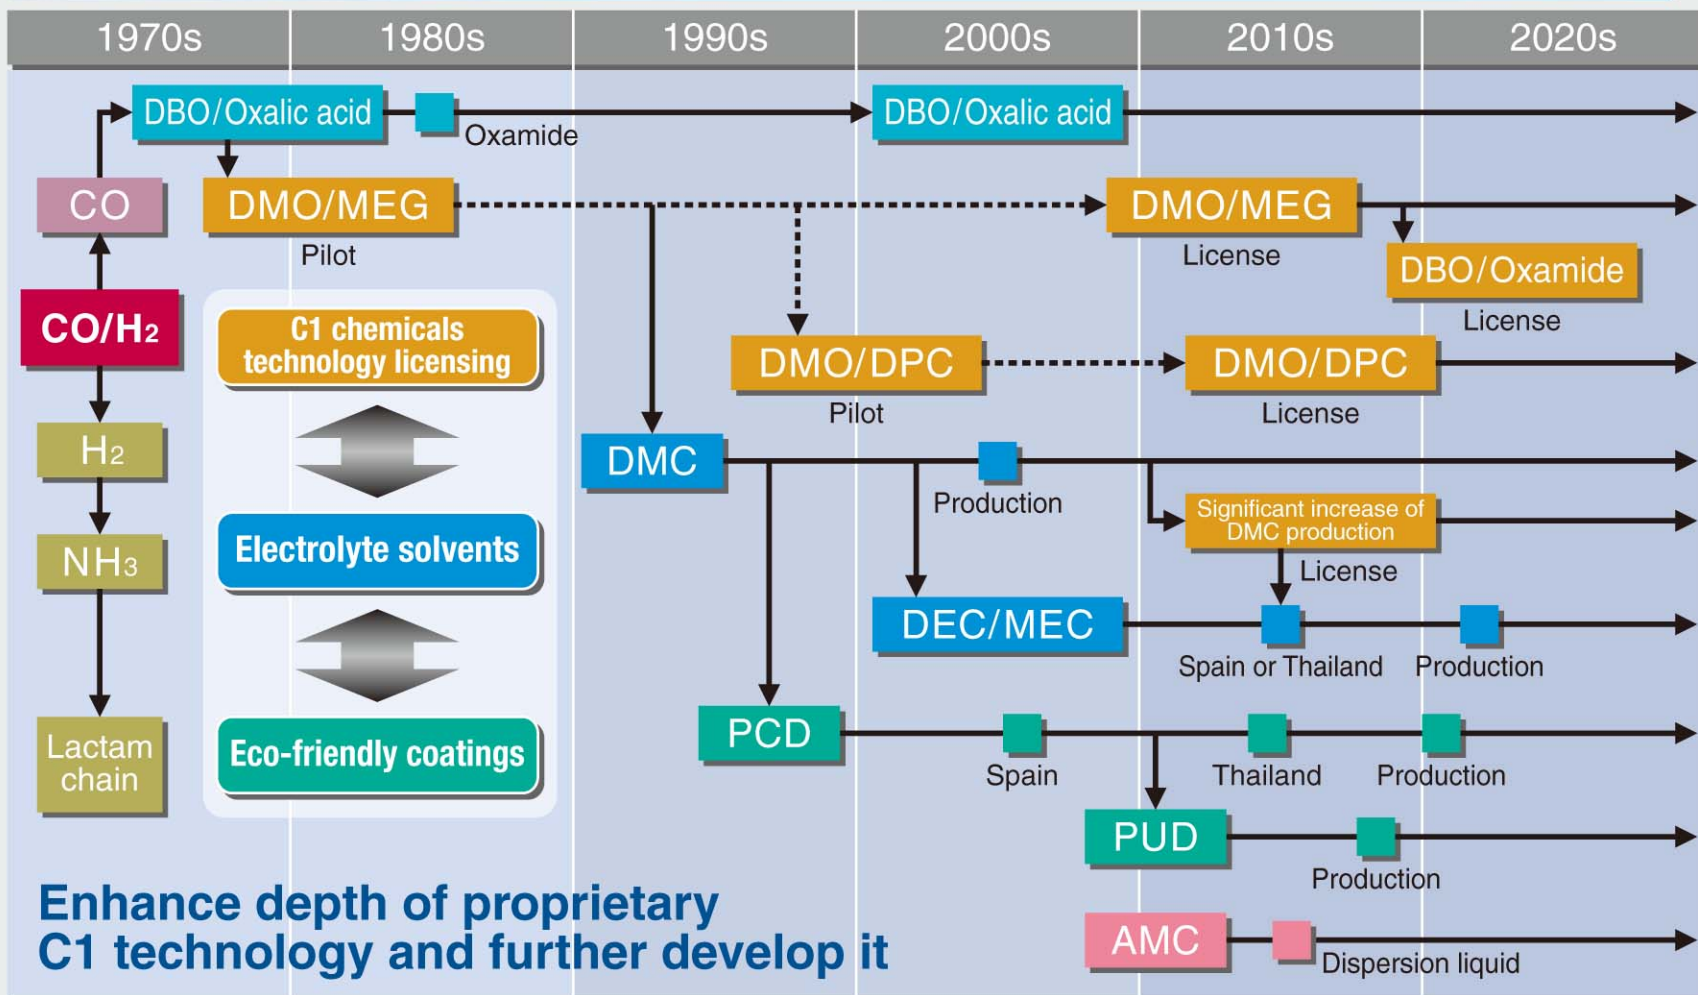 1970s
1980s
1990s
2000s
2010s
2020s
DBO/Oxalic acid
Oxamide
DBO/Oxalic acid
CO
DMO/MEG
Pilot
DMO/MEG
License
DBO/Oxamide
License
CO/H2
C1 chemicals
technology licensing
DMO/DPC
Pilot
DMO/DPC
License
H2
DMC
Production
Significant increase of
DMC production
License
NH3
Electrolyte solvents
DEC/MEC
Spain or Thailand
Production
Lactam
chain
Eco-friendly coatings
PCD
Spain
Thailand
Production
PUD
Production
AMC
Dispersion liquid
Enhance depth of proprietary
C1 technology and further develop it